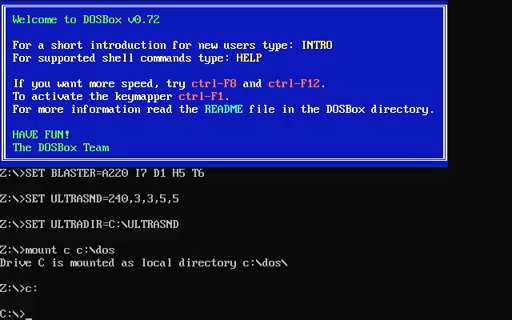 Welcome to DOSBox v0.72
For a short introduction for new users type: INTRO
For supported shell commands type: HELP
If you want more speed, try ctrl-F8 and ctrl-F12.
To activate the keymapper ctrl-F1.
For more information read the README file in the DOSBox directory.
HAVE FUN!
The DOSBox Team
Z:\>SET BLASTER=A220 I7 D1 H5 T6
Z:\>SET ULTRASND=240,3,3,5,5
Z:\>SET ULTRADIR=C:\ULTRASND
Z:\>mount c c:\dos
Drive C is mounted as local directory c:\dos\
Z:\>c:
C:\>_